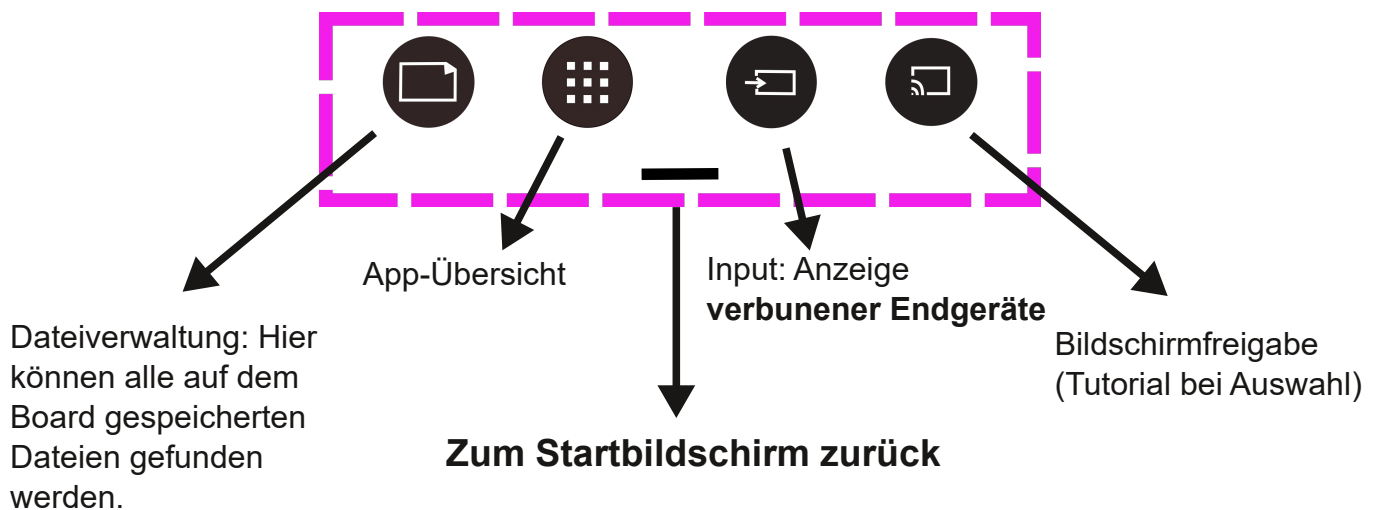 App-Übersicht
Input: Anzeige
verbunener Endgeräte
Dateiverwaltung: Hier
können alle auf dem
Board gespeicherten
Dateien gefunden
werden.
Bildschirmfreigabe
(Tutorial bei Auswahl)
Zum Startbildschirm zurück